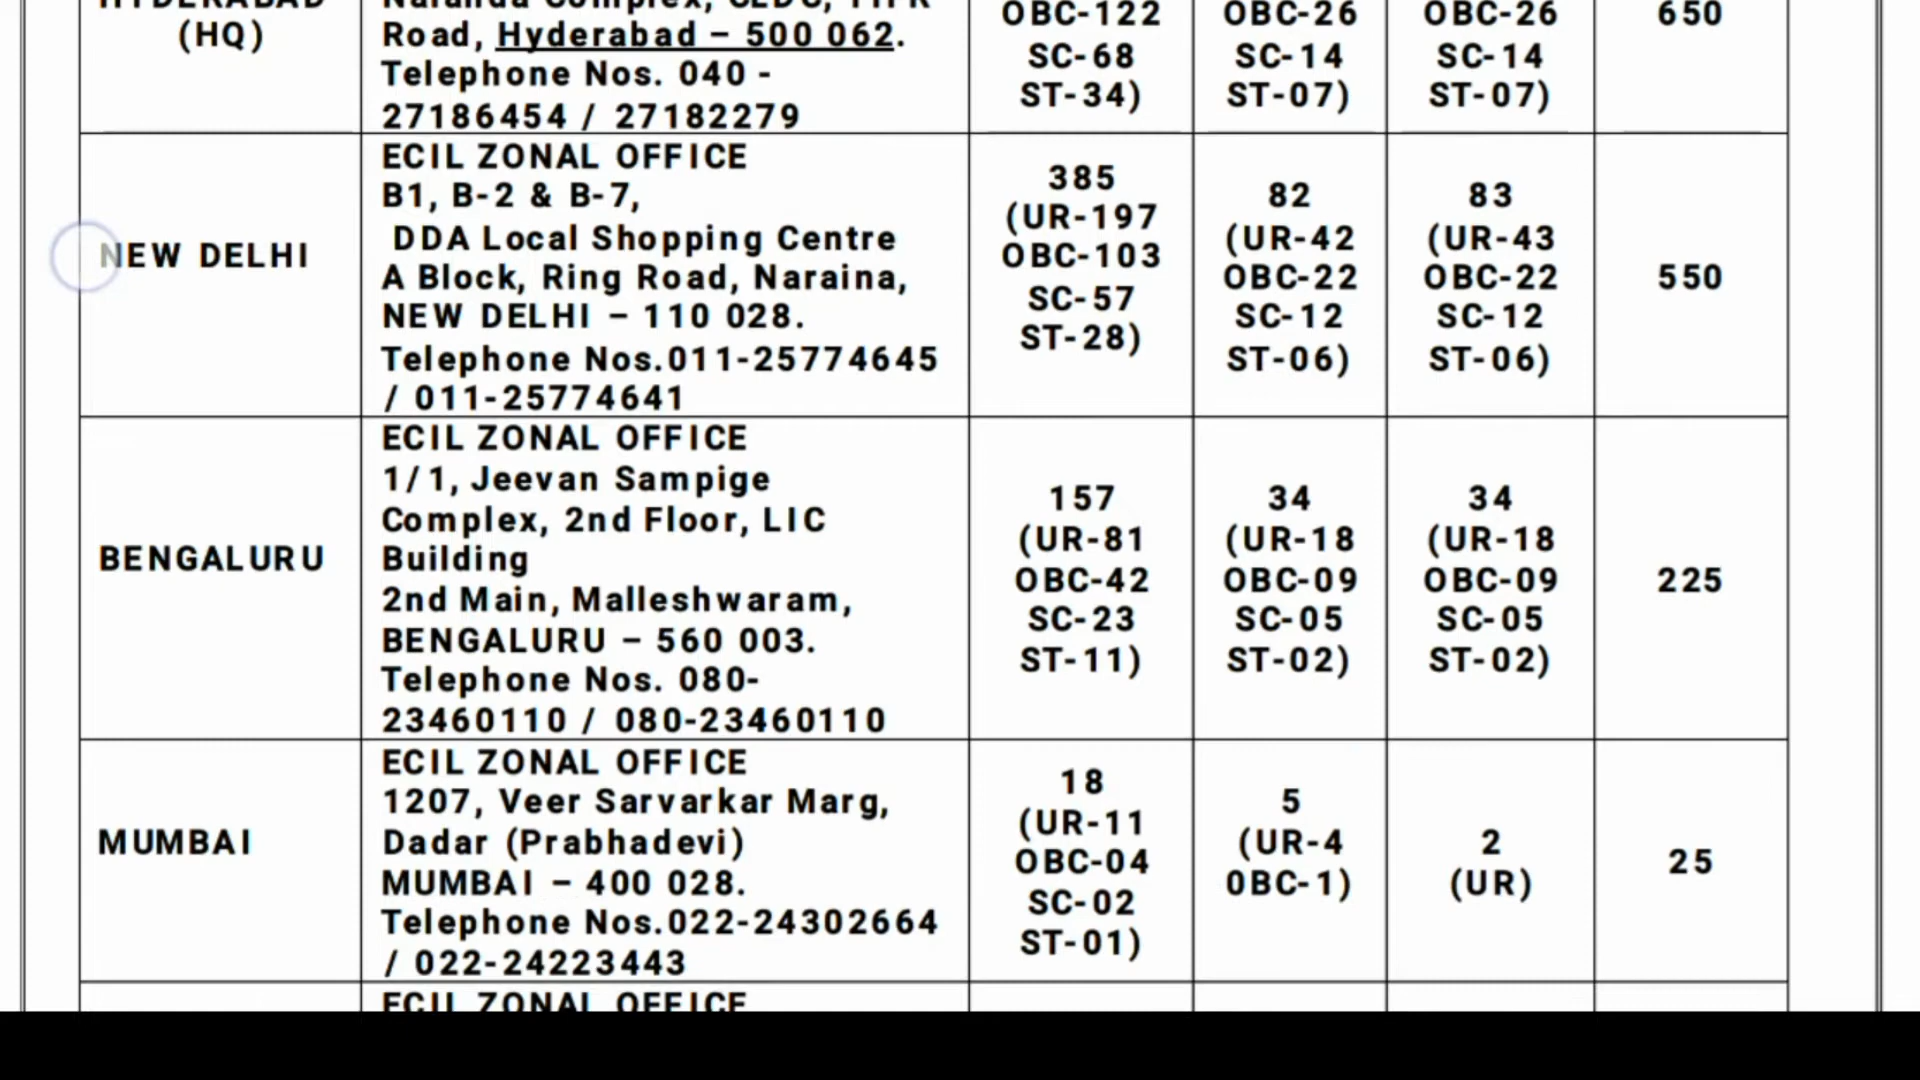 HYDERABAD
(HQ)
Road, Hyderabad – 500 062.
Telephone Nos. 040 -
27186454 / 27182279
OBC-122
SC-68
ST-34)
OBC-26
SC-14
ST-07)
OBC-26
SC-14
ST-07)
650
NEW DELHI
ECIL ZONAL OFFICE
B1, B-2 & B-7,
DDA Local Shopping Centre
A Block, Ring Road, Naraina,
NEW DELHI – 110 028.
Telephone Nos.011-25774645
/ 011-25774641
385
(UR-197
OBC-103
SC-57
ST-28)
82
(UR-42
OBC-22
SC-12
ST-06)
83
(UR-43
OBC-22
SC-12
ST-06)
550
BENGALURU
ECIL ZONAL OFFICE
1/1, Jeevan Sampige
Complex, 2nd Floor, LIC
Building
2nd Main, Malleshwaram,
BENGALURU – 560 003.
Telephone Nos. 080-
23460110 / 080-23460110
157
(UR-81
OBC-42
SC-23
ST-11)
34
(UR-18
OBC-09
SC-05
ST-02)
34
(UR-18
OBC-09
SC-05
ST-02)
225
MUMBAI
ECIL ZONAL OFFICE
1207, Veer Sarvarkar Marg,
Dadar (Prabhadevi)
MUMBAI – 400 028.
Telephone Nos.022-24302664
/ 022-24223443
18
(UR-11
OBC-04
SC-02
ST-01)
5
(UR-4
0BC-1)
2
(UR)
25
ECIL ZONAL OFFICE